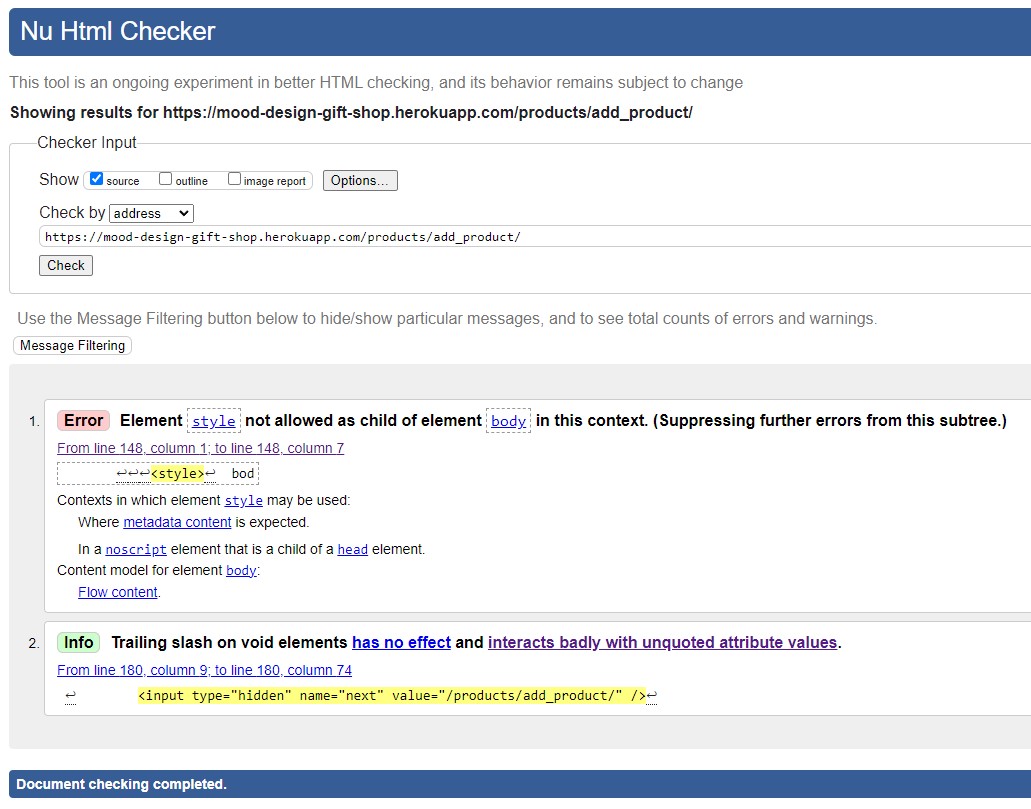 Nu Html Checker
This tool is an ongoing experiment in better HTML checking, and its behavior remains subject to change
Showing results for https://mood-design-gift-shop.herokuapp.com/products/add_product/
Checker Input
Show source outline image report Options...
Check by address
https://mood-design-gift-shop.herokuapp.com/products/add_product/
Check
Use the Message Filtering button below to hide/show particular messages, and to see total counts of errors and warnings.
Message Filtering
1. Error Element style not allowed as child of element body in this context. (Suppressing further errors from this subtree.)
From line 148, column 1; to line 148, column 7
↩↩↩<style>↩ bod
Contexts in which element style may be used:
Where metadata content is expected.
In a noscript element that is a child of a head element.
Content model for element body:
Flow content.
2. Info Trailing slash on void elements has no effect and interacts badly with unquoted attribute values.
From line 180, column 9; to line 180, column 74
↩ <input type="hidden" name="next" value="/products/add_product/" />↩
Document checking completed.